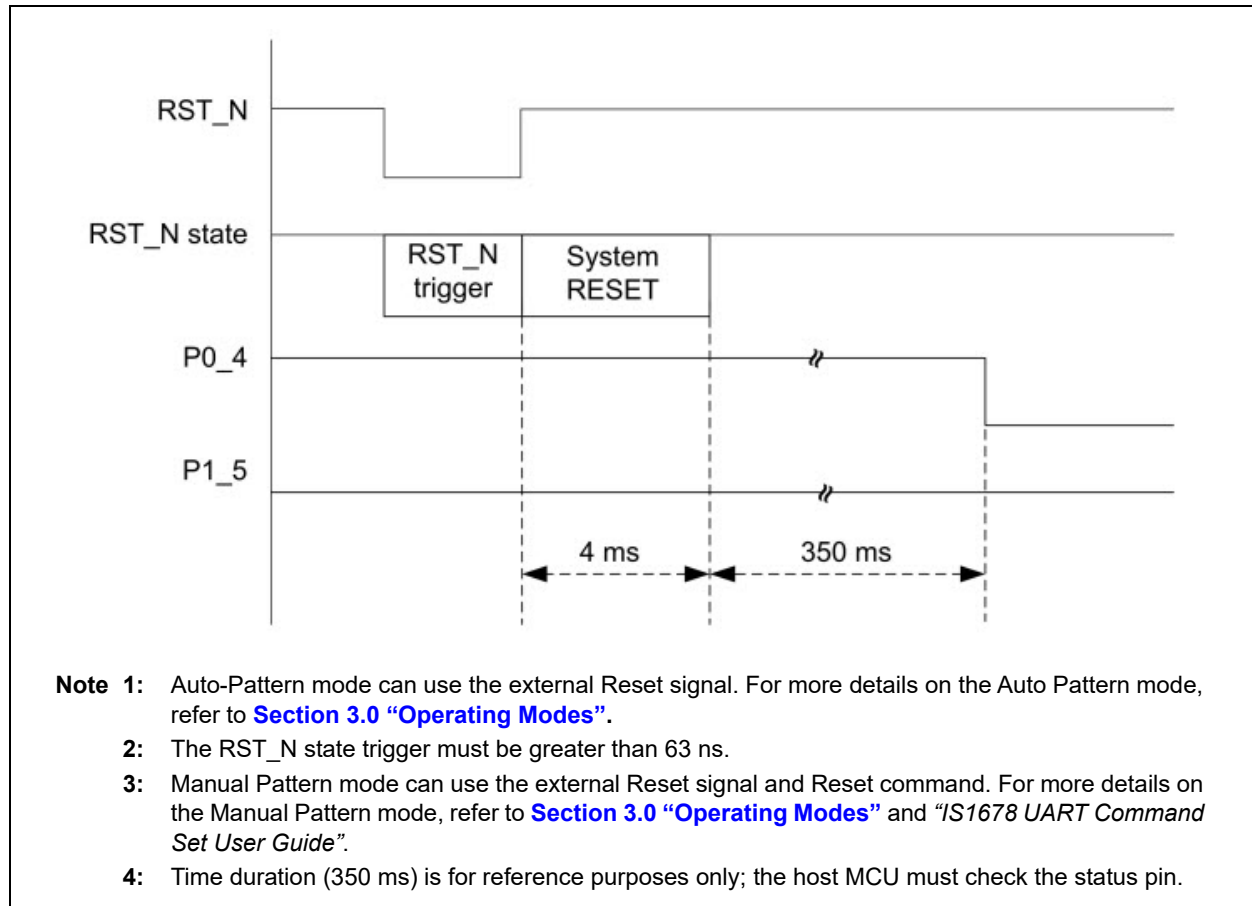 RST_N
RST_N state
RST_N
trigger
System
RESET
P0_4
P1_5
4 ms
350 ms
Note 1: Auto-Pattern mode can use the external Reset signal. For more details on the Auto Pattern mode,
refer to Section 3.0 “Operating Modes”.
2: The RST_N state trigger must be greater than 63 ns.
3: Manual Pattern mode can use the external Reset signal and Reset command. For more details on
the Manual Pattern mode, refer to Section 3.0 “Operating Modes” and “IS1678 UART Command
Set User Guide”.
4: Time duration (350 ms) is for reference purposes only; the host MCU must check the status pin.